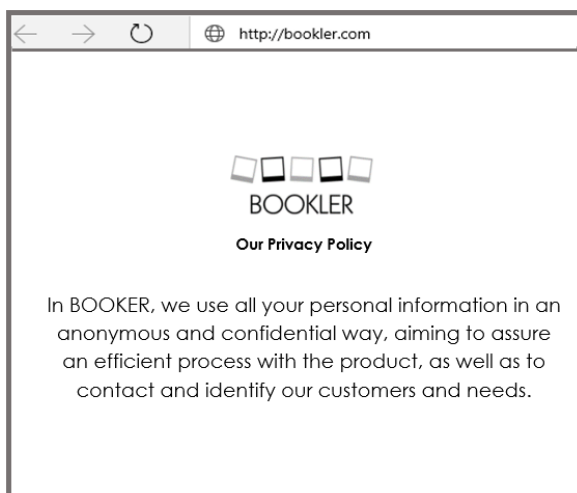 http://bookler.com
BOOKLER
Our Privacy Policy
In BOOKER, we use all your personal information in an
anonymous and confidential way, aiming to assure
an efficient process with the product, as well as to
contact and identify our customers and needs.